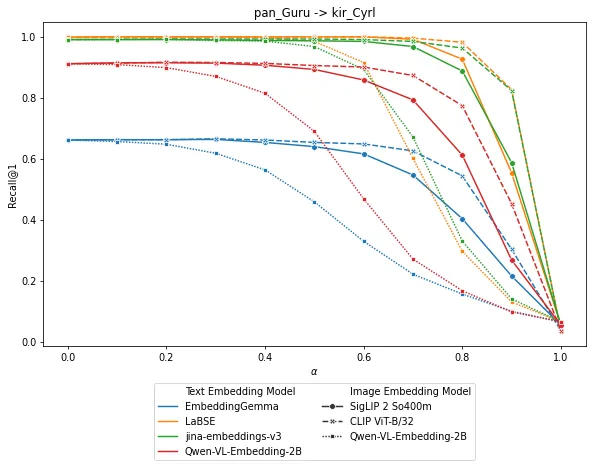 pan_Guru -> kir_Cyrl
Recall@1
1.0
0.8
0.6
0.4
0.2
0.0
0.0 0.2 0.4 0.6 0.8 1.0
α
Text Embedding Model Image Embedding Model
EmbeddingGemma SigLIP 2 So400m
LaBSE CLIP ViT-B/32
jina-embeddings-v3 Qwen-VL-Embedding-2B
Qwen-VL-Embedding-2B